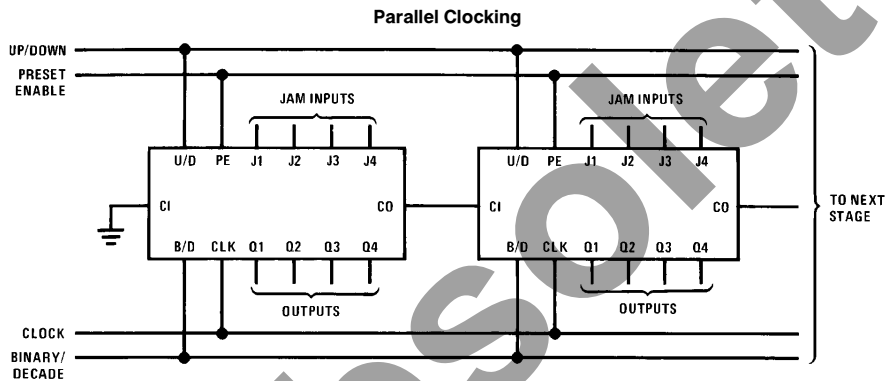 Parallel Clocking
UP/DOWN
PRESET
ENABLE
JAM INPUTS
JAM INPUTS
U/D PE J1 J2 J3 J4
U/D PE J1 J2 J3 J4
CI
CO
CI
CO
TO NEXT
STAGE
B/D CLK Q1 Q2 Q3 Q4
B/D CLK Q1 Q2 Q3 Q4
OUTPUTS
OUTPUTS
CLOCK
BINARY/
DECADE